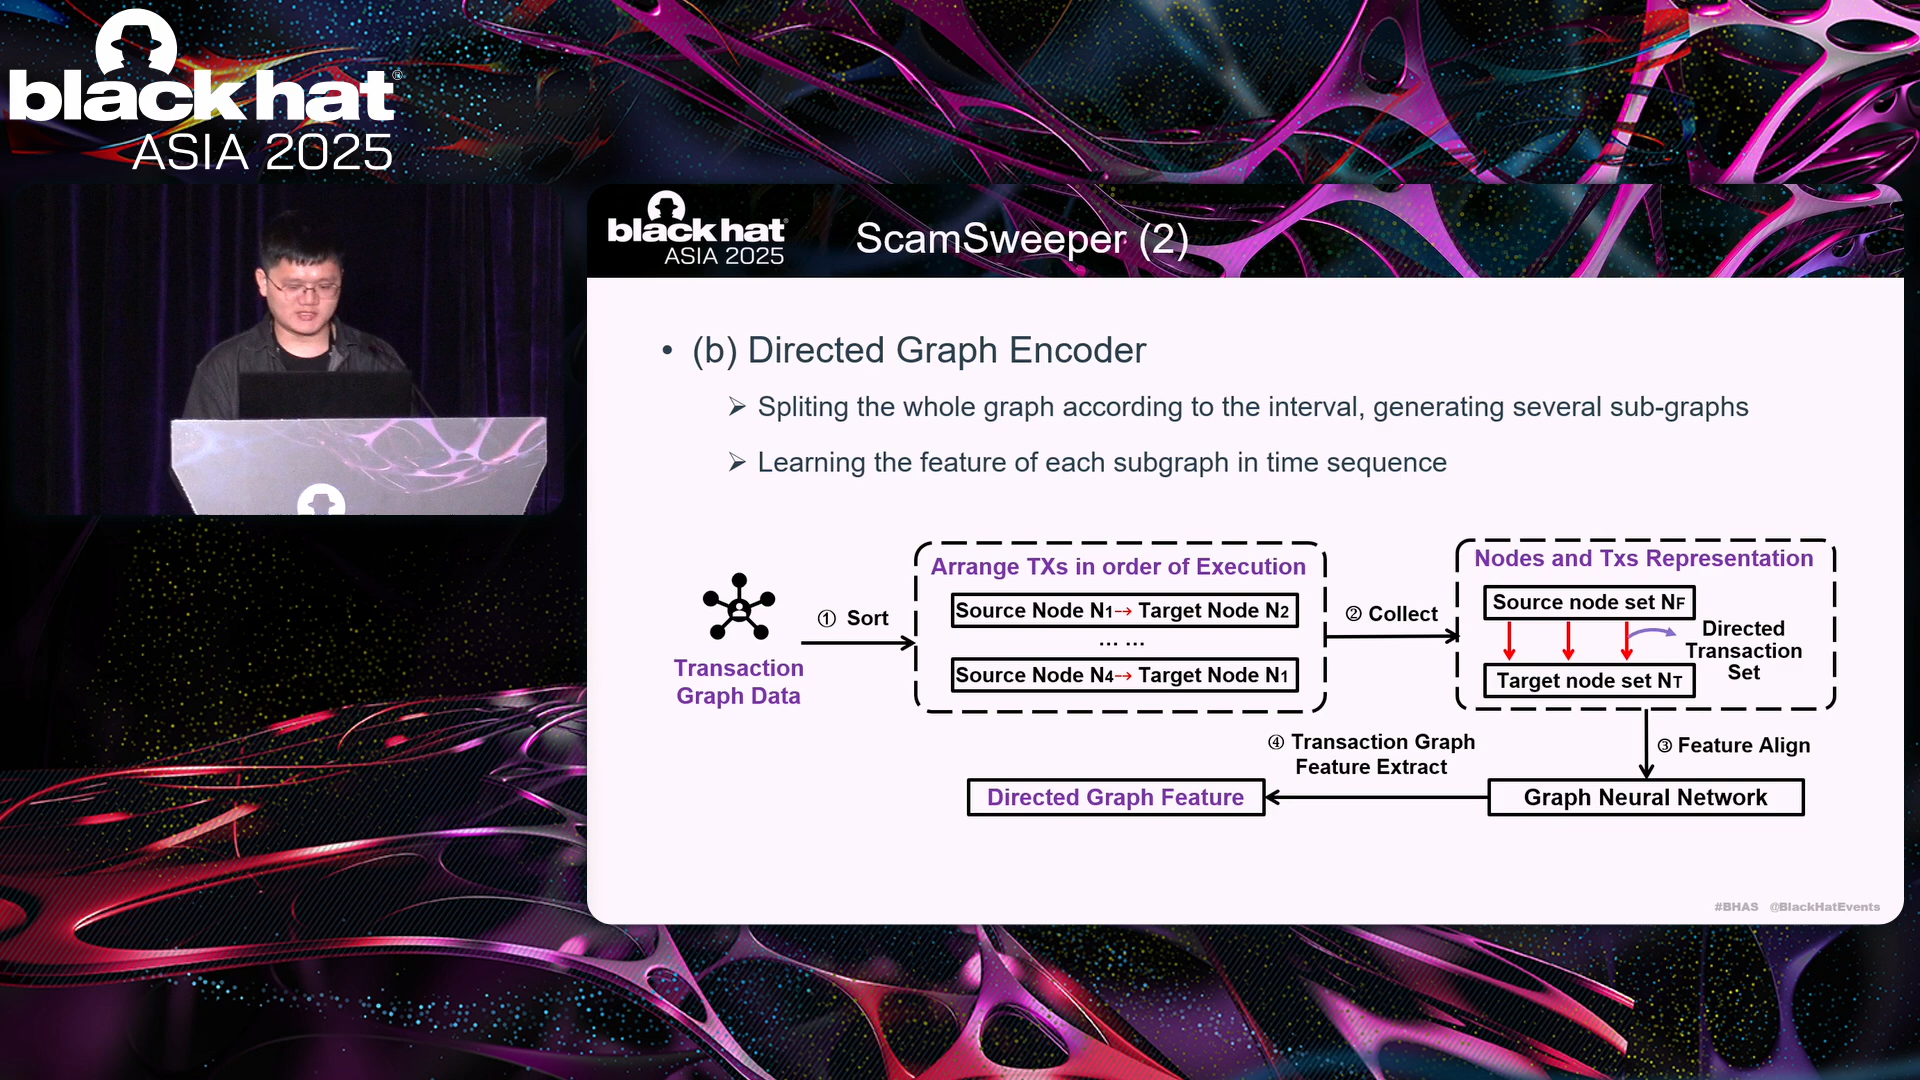 black hat®
ASIA 2025
black hat®
ASIA 2025
ScamSweeper (2)
• (b) Directed Graph Encoder
➢ Spliting the whole graph according to the interval, generating several sub-graphs
➢ Learning the feature of each subgraph in time sequence
Transaction
Graph Data
① Sort
Arrange TXs in order of Execution
Source Node N1→ Target Node N2
... ...
Source Node N4→ Target Node N1
② Collect
Nodes and Txs Representation
Source node set NF
Directed
Transaction
Set
Target node set NT
③ Feature Align
Graph Neural Network
④ Transaction Graph
Feature Extract
Directed Graph Feature
#BHAS @BlackHatEvents